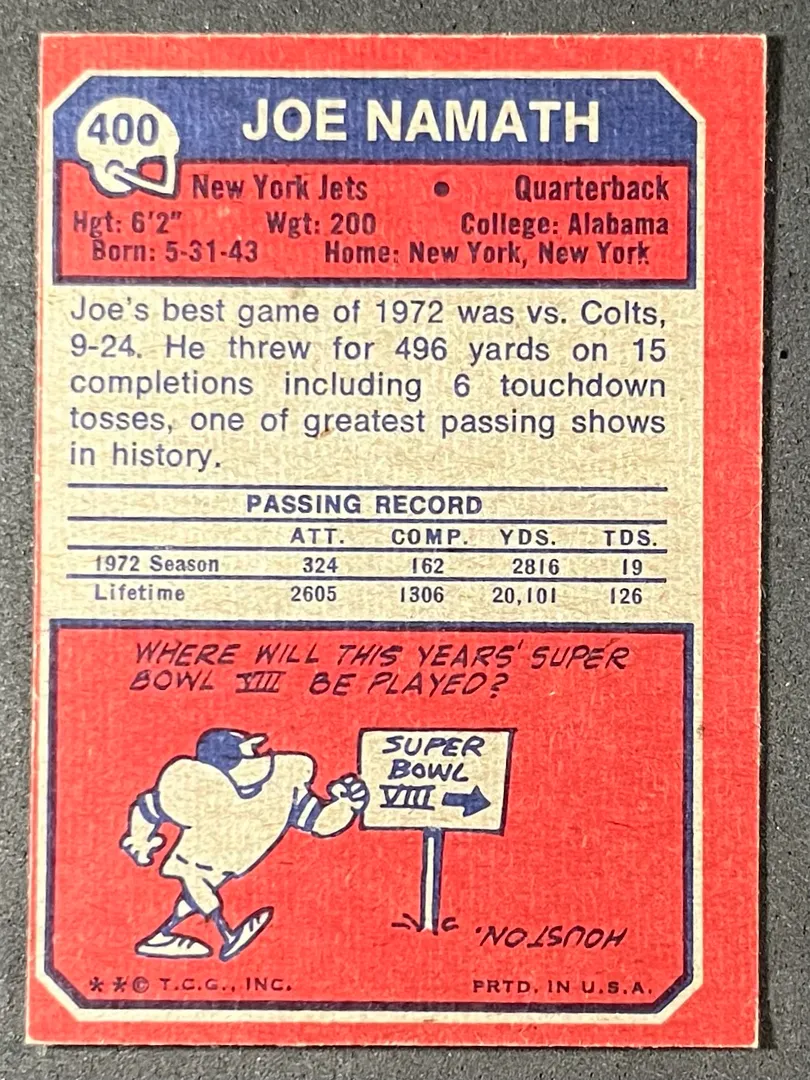 400
JOE NAMATH
New York Jets • Quarterback
Hgt: 6'2" Wgt: 200 College: Alabama
Born: 5-31-43 Home: New York, New York
Joe's best game of 1972 was vs. Colts,
9-24. He threw for 496 yards on 15
completions including 6 touchdown
tosses, one of greatest passing shows
in history.
PASSING RECORD
ATT. COMP. YDS. TDS.
1972 Season 324 162 2816 19
Lifetime 2605 1306 20,101 126
WHERE WILL THIS YEARS' SUPER
BOWL VIII BE PLAYED?
SUPER
BOWL
VIII
HOUSTON.
**© T.C.G., INC. PRTD. IN U.S.A.